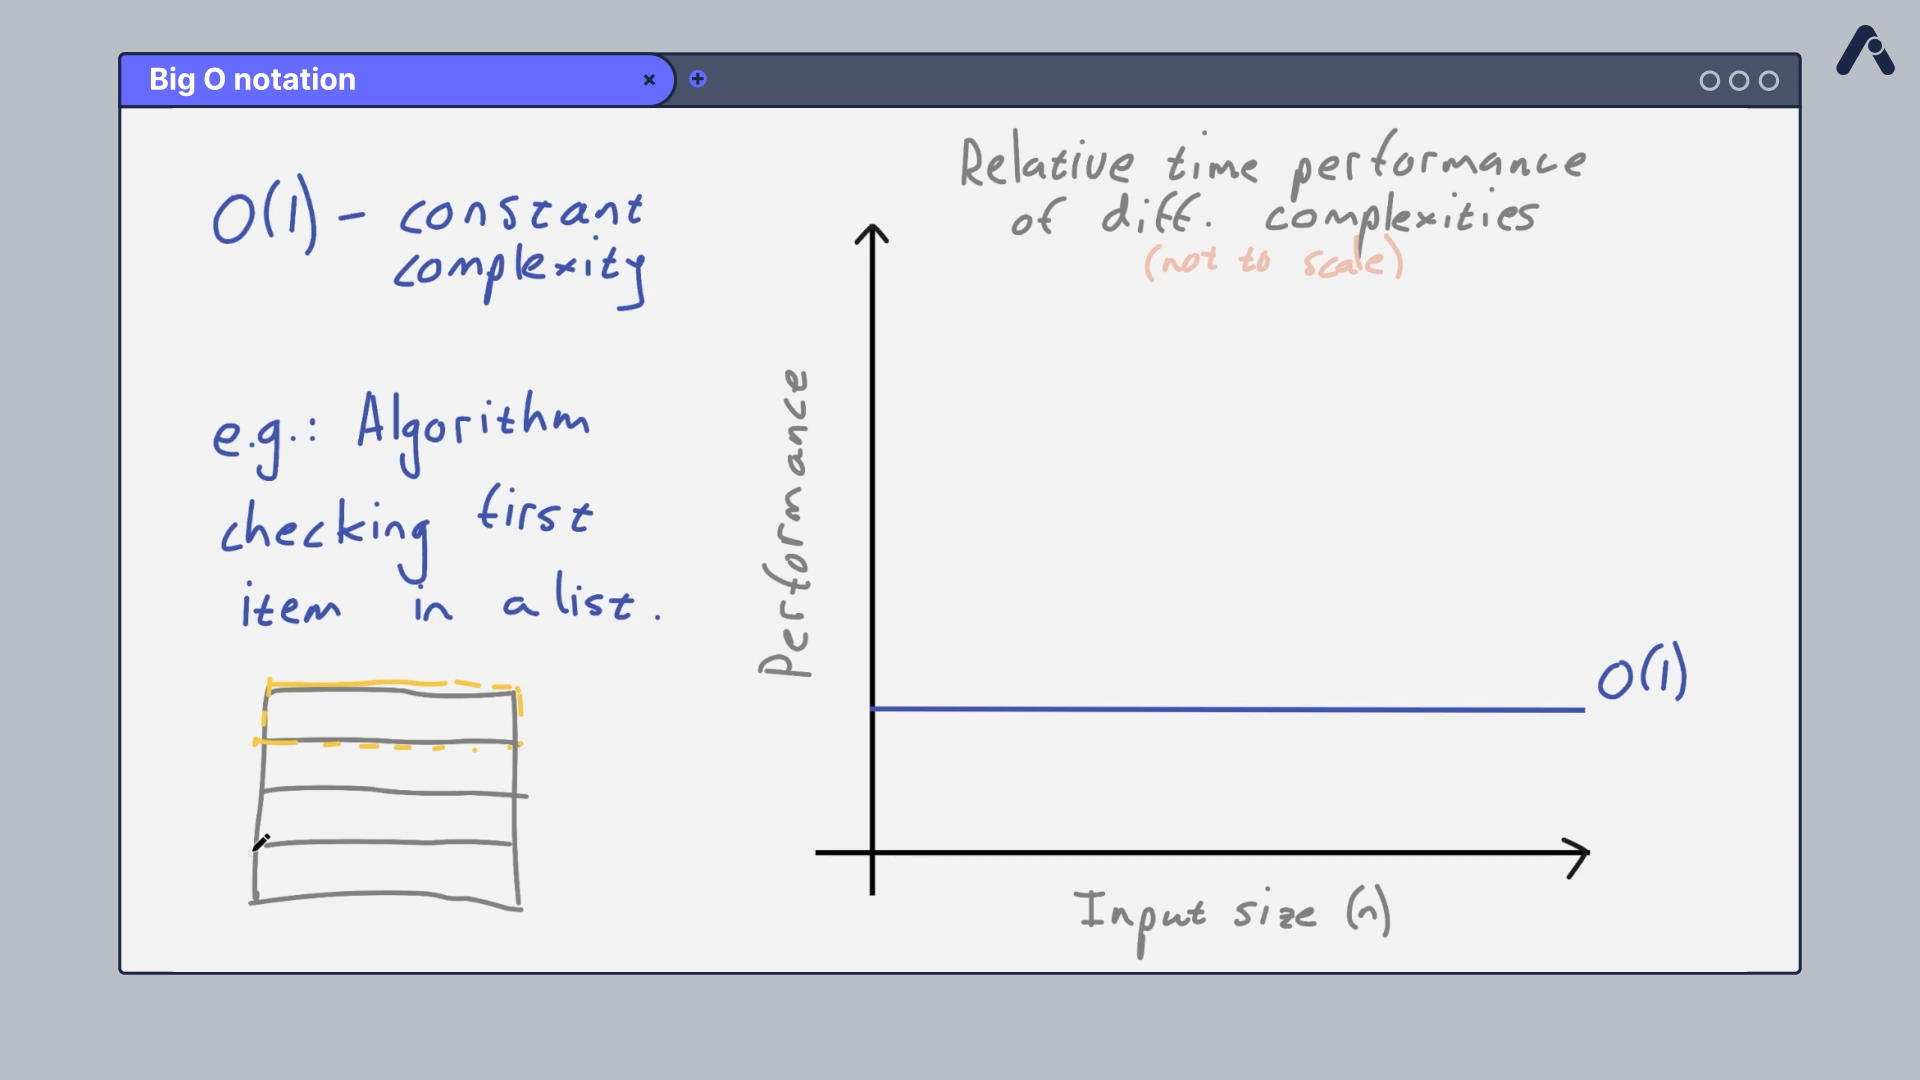 Big O notation
O(1) - constant
complexity
e.g.: Algorithm
checking first
item in a list.
Relative time performance
of diff. complexities
(not to scale)
Performance
O(1)
Input size (n)